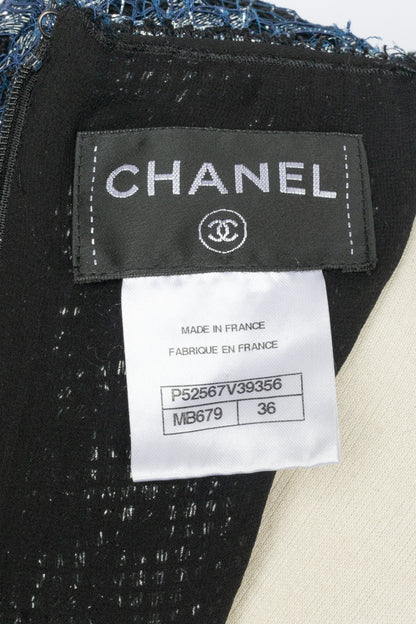 CHANEL
MADE IN FRANCE
FABRIQUE EN FRANCE
P52567V39356
MB679 36